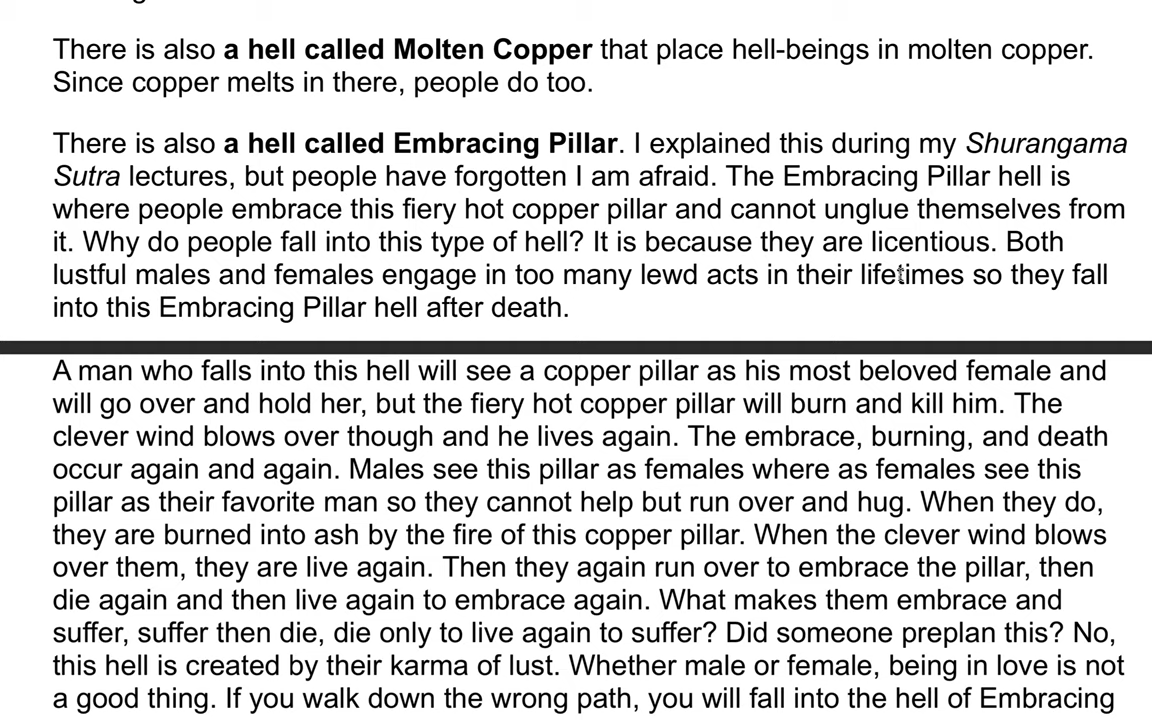 There is also a hell called Molten Copper that place hell-beings in molten copper.
Since copper melts in there, people do too.
There is also a hell called Embracing Pillar. I explained this during my Shurangama
Sutra lectures, but people have forgotten I am afraid. The Embracing Pillar hell is
where people embrace this fiery hot copper pillar and cannot unglue themselves from
it. Why do people fall into this type of hell? It is because they are licentious. Both
lustful males and females engage in too many lewd acts in their lifetimes so they fall
into this Embracing Pillar hell after death.
A man who falls into this hell will see a copper pillar as his most beloved female and
will go over and hold her, but the fiery hot copper pillar will burn and kill him. The
clever wind blows over though and he lives again. The embrace, burning, and death
occur again and again. Males see this pillar as females where as females see this
pillar as their favorite man so they cannot help but run over and hug. When they do,
they are burned into ash by the fire of this copper pillar. When the clever wind blows
over them, they are live again. Then they again run over to embrace the pillar, then
die again and then live again to embrace again. What makes them embrace and
suffer, suffer then die, die only to live again to suffer? Did someone preplan this? No,
this hell is created by their karma of lust. Whether male or female, being in love is not
a good thing. If you walk down the wrong path, you will fall into the hell of Embracing